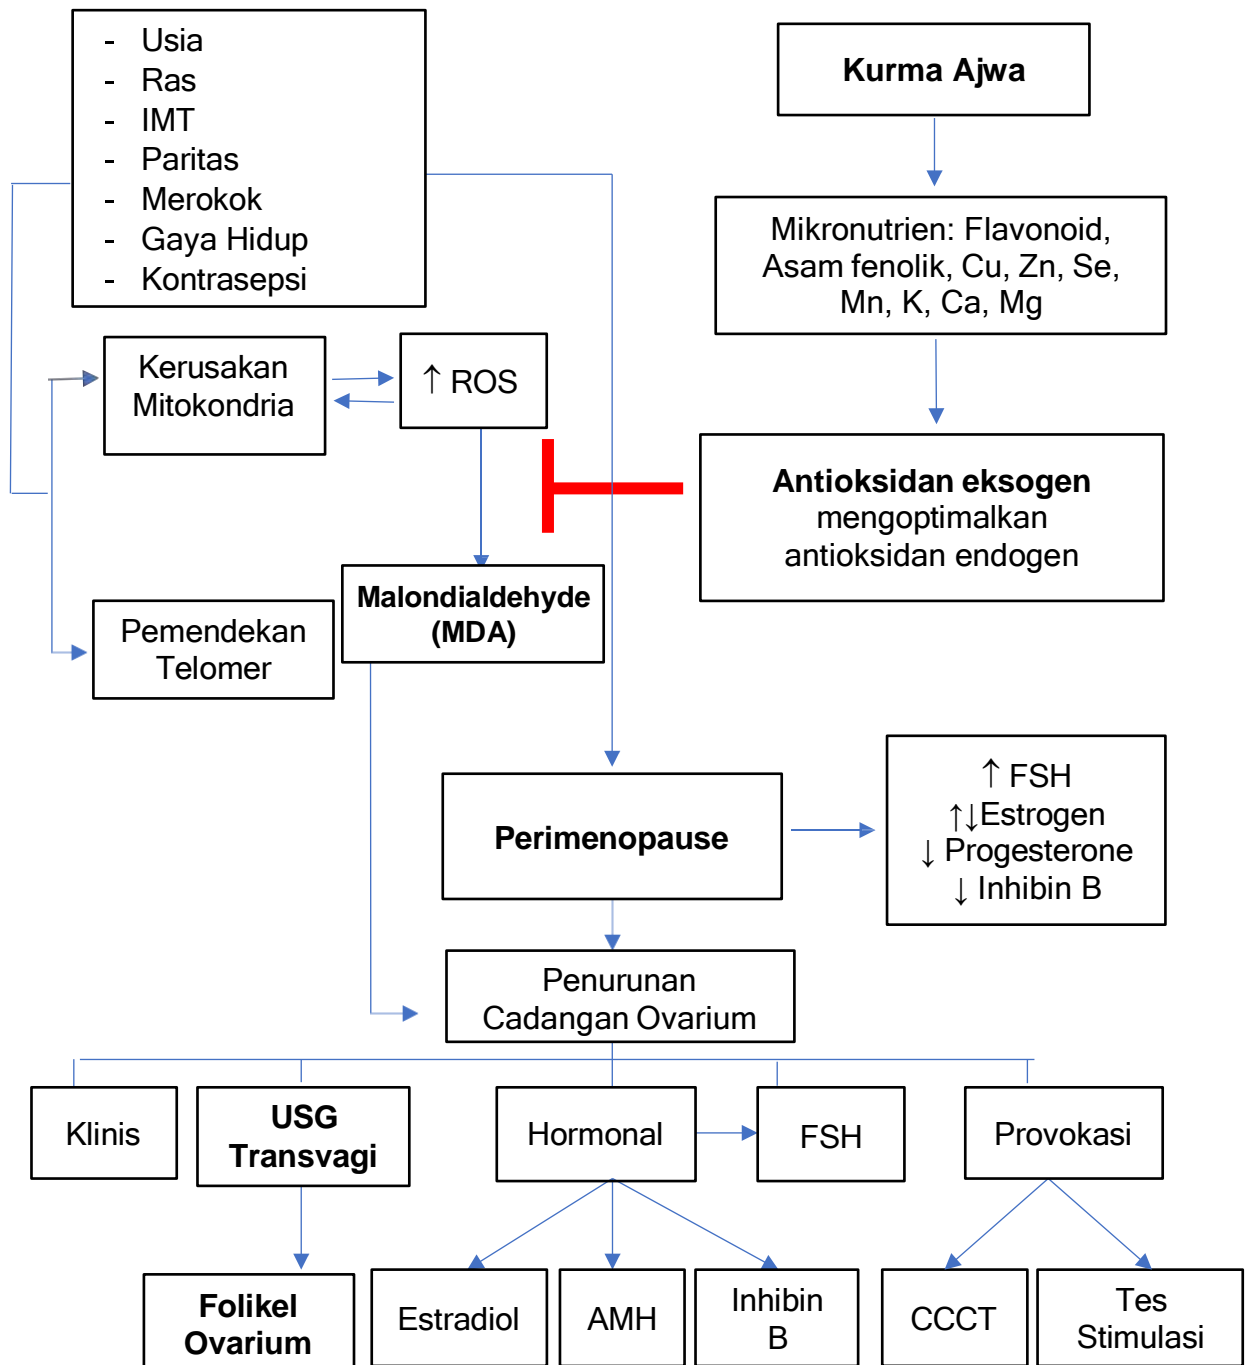 - Usia
- Ras
- IMT
- Paritas
- Merokok
- Gaya Hidup
- Kontrasepsi
Kurma Ajwa
Mikronutrien: Flavonoid,
Asam fenolik, Cu, Zn, Se,
Mn, K, Ca, Mg
Kerusakan
Mitokondria
↑ ROS
Antioksidan eksogen
mengoptimalkan
antioksidan endogen
Malondialdehyde
(MDA)
Pemendekan
Telomer
Perimenopause
↑ FSH
↑↓Estrogen
↓ Progesterone
↓ Inhibin B
Penurunan
Cadangan Ovarium
Klinis
USG
Transvagi
Hormonal
FSH
Provokasi
Folikel
Ovarium
Estradiol
AMH
Inhibin
B
CCCT
Tes
Stimulasi